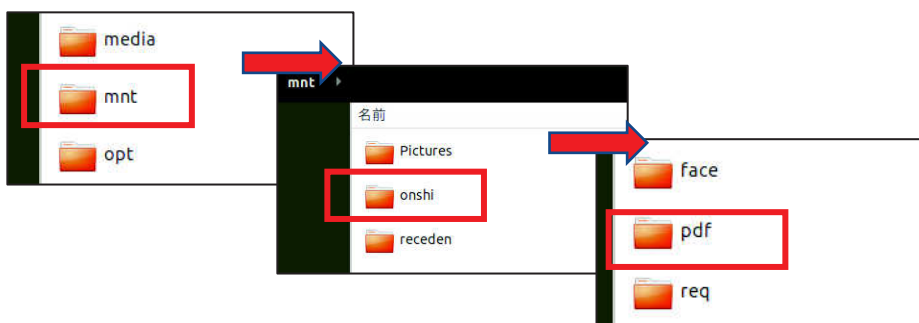 media
mnt
opt
mnt
名前
Pictures
onshi
receden
face
pdf
req